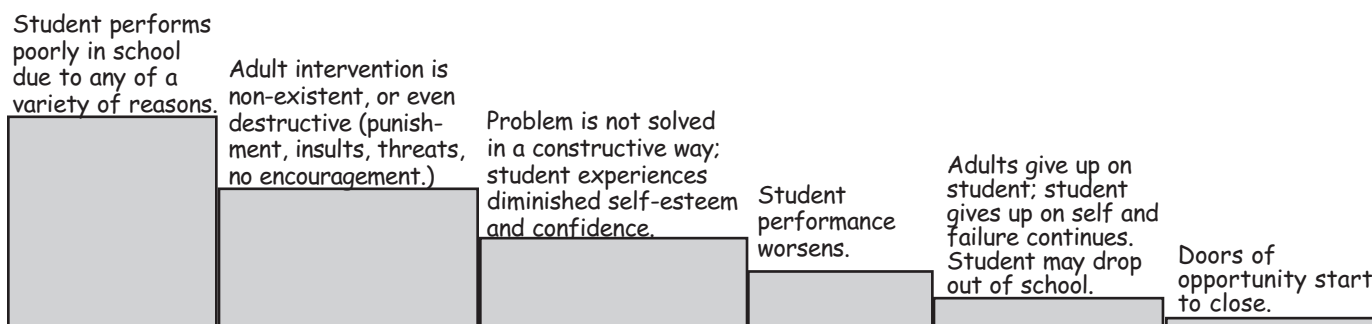 Student performs
poorly in school
due to any of a
variety of reasons.
Adult intervention is
non-existent, or even
destructive (punish-
ment, insults, threats,
no encouragement.)
Problem is not solved
in a constructive way;
student experiences
diminished self-esteem
and confidence.
Student
performance
worsens.
Adults give up on
student; student
gives up on self and
failure continues.
Student may drop
out of school.
Doors of
opportunity start
to close.